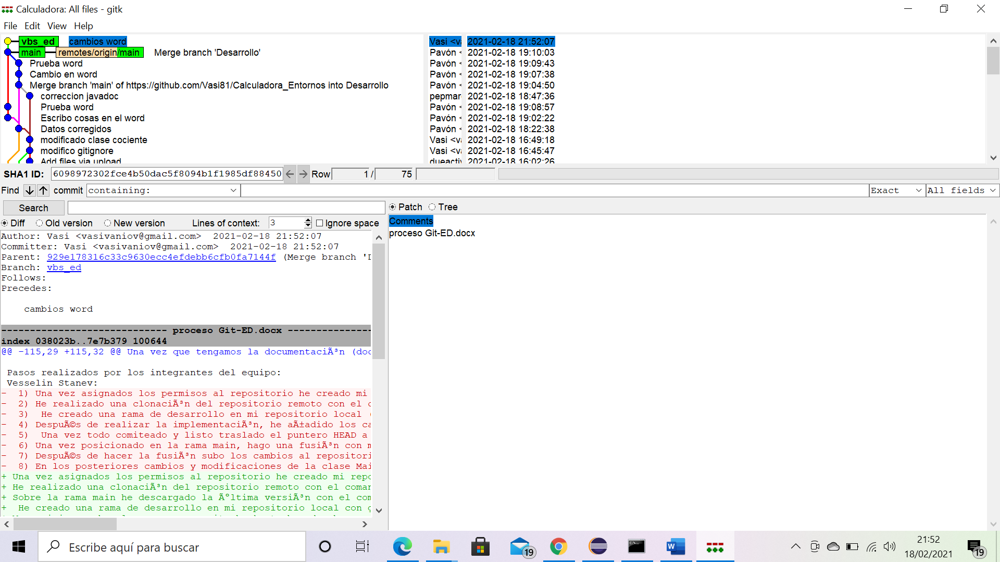 Calculadora: All files - gitk
File Edit View Help
vbs_ed cambios word Vasi <va 2021-02-18 21:52:07
main remotes/origin/main Merge branch 'Desarrollo' Pavón < 2021-02-18 19:10:03
Prueba word Pavón < 2021-02-18 19:09:43
Cambio en word Pavón < 2021-02-18 19:07:38
Merge branch 'main' of https://github.com/Vasi81/Calculadora_Entornos into Desarrollo Pavón < 2021-02-18 19:04:50
correccion javadoc pepmar 2021-02-18 18:47:36
Prueba word Pavón < 2021-02-18 19:08:57
Escribo cosas en el word Pavón < 2021-02-18 19:02:22
Datos corregidos Pavón < 2021-02-18 18:22:38
modificado clase cociente Vasi <va 2021-02-18 16:49:18
modifico gitignore Vasi <va 2021-02-18 16:45:47
Add files via upload dueactiv 2021-02-18 16:02:26
SHA1 ID: 6098972302fce4b50dac5f8094b1f1985df88450 Row 1 / 75
Find commit containing: Exact All fields
Search Patch Tree
Diff Old version New version Lines of context: 3 Ignore space
Comments
proceso Git-ED.docx
Author: Vasi <vasivaniov@gmail.com> 2021-02-18 21:52:07
Committer: Vasi <vasivaniov@gmail.com> 2021-02-18 21:52:07
Parent: 929e178316c33c9630ecc4efdebb6cfb0fa7144f (Merge branch 'D
Branch: vbs_ed
Follows:
Precedes:
cambios word
----------------------------- proceso Git-ED.docx ---------------
index 038023b..7e7b379 100644
@@ -115,29 +115,32 @@ Una vez que tengamos la documentaciÃ³n (doc
Pasos realizados por los integrantes del equipo:
Vesselin Stanev:
- 1) Una vez asignados los permisos al repositorio he creado mi
- 2) He realizado una clonaciÃ³n del repositorio remoto con el c
- 3) He creado una rama de desarrollo en mi repositorio local (
- 4) DespuÃ©s de realizar la implementaciÃ³n, he aÃ±adido los ca
- 5) Una vez todo comiteado y listo traslado el puntero HEAD a
- 6) Una vez posicionado en la rama main, hago una fusiÃ³n con m
- 7) DespuÃ©s de hacer la fusiÃ³n subo los cambios al repositori
- 8) En los posteriores cambios y modificaciones de la clase Mai
+ Una vez asignados los permisos al repositorio he creado mi repo
+ He realizado una clonaciÃ³n del repositorio remoto con el coman
+ Sobre la rama main he descargado la Ãºltima versiÃ³n con el com
+ He creado una rama de desarrollo en mi repositorio local con g
Escribe aquí para buscar 19 21:52
18/02/2021 19